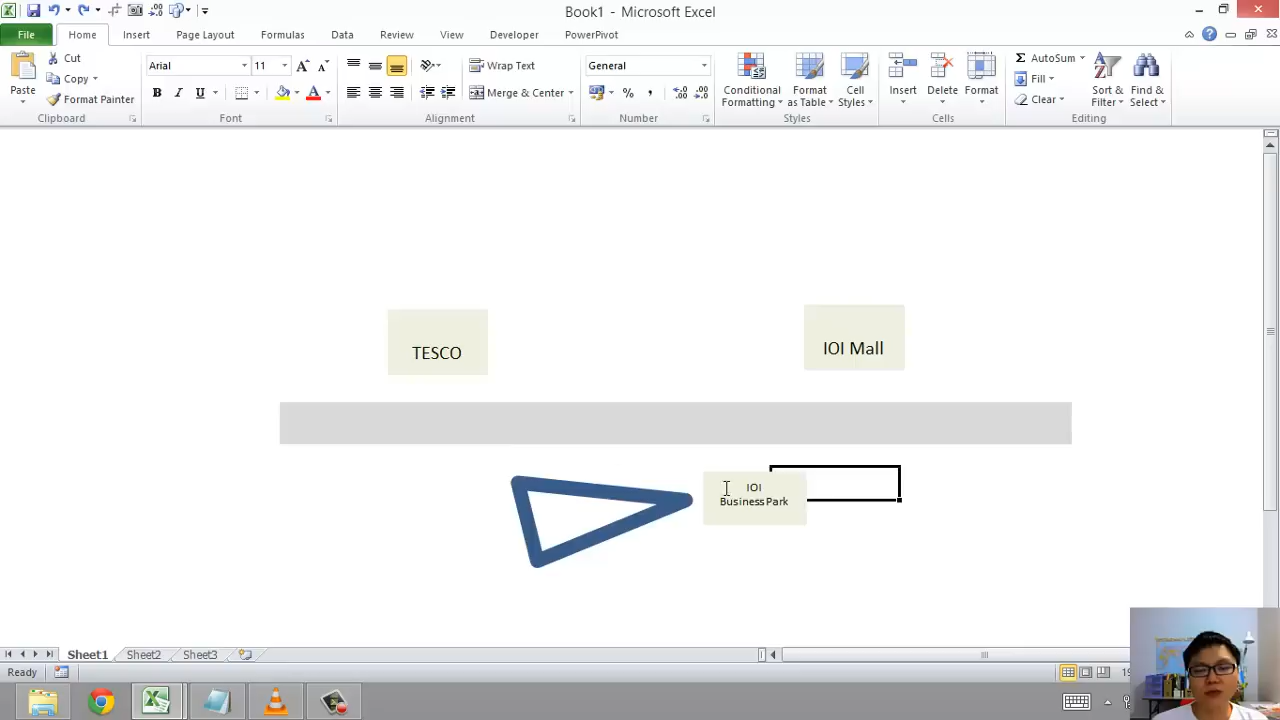 Book1 - Microsoft Excel
File Home Insert Page Layout Formulas Data Review View Developer PowerPivot
Paste
Cut
Copy
Format Painter
Clipboard
Arial 11
B I U
Font
Wrap Text
Merge & Center
Alignment
General
Number
Conditional
Formatting
Format
as Table
Cell
Styles
Styles
Insert
Delete
Format
Cells
AutoSum
Fill
Clear
Sort &
Filter
Find &
Select
Editing
TESCO
IOI Mall
IOI
Business Park
Sheet1 Sheet2 Sheet3
Ready